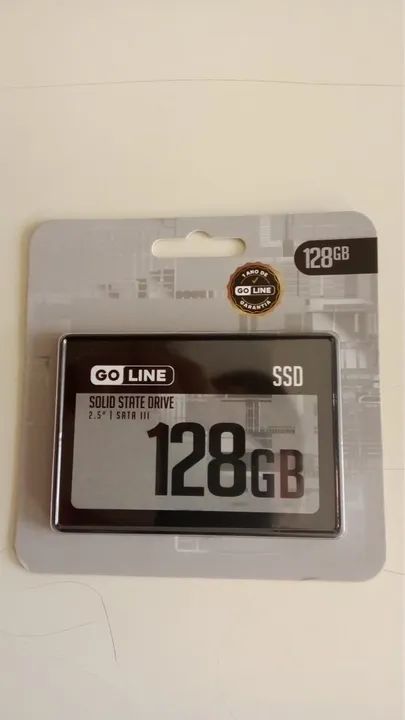 128GB
1 ANO DE
GO LINE
GARANTIA
GO LINE
SSD
SOLID STATE DRIVE
2.5" | SATA III
128GB